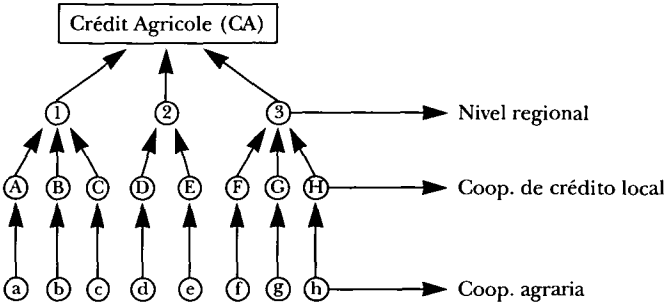 Crédit Agricole (CA)
1 2 3 Nivel regional
A B C D E F G H Coop. de crédito local
a b c d e f g h Coop. agraria